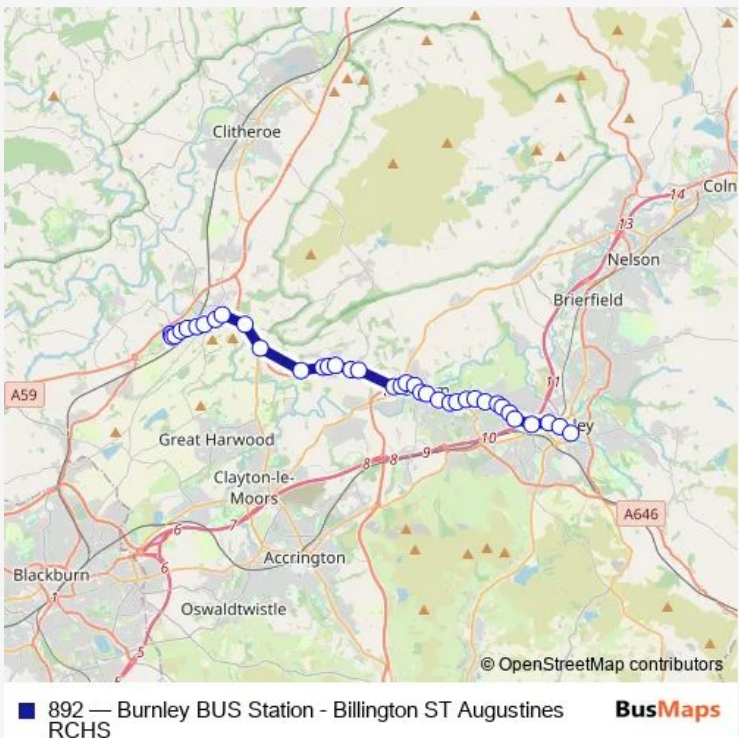 Clitheroe
14
Coln
13
Nelson
Brierfield
11
A59
ley
Great Harwood
10
9
8
8
Clayton-le-
Moors
7
6
6
A646
Accrington
Blackburn
1
Oswaldtwistle
5
© OpenStreetMap contributors
892 — Burnley BUS Station - Billington ST Augustines
RCHS
BusMaps